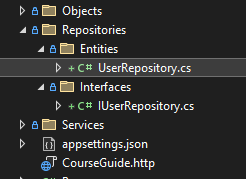 Objects
Repositories
Entities
+ C# UserRepository.cs
Interfaces
+ C# IUserRepository.cs
Services
+ {} appsettings.json
CourseGuide.http